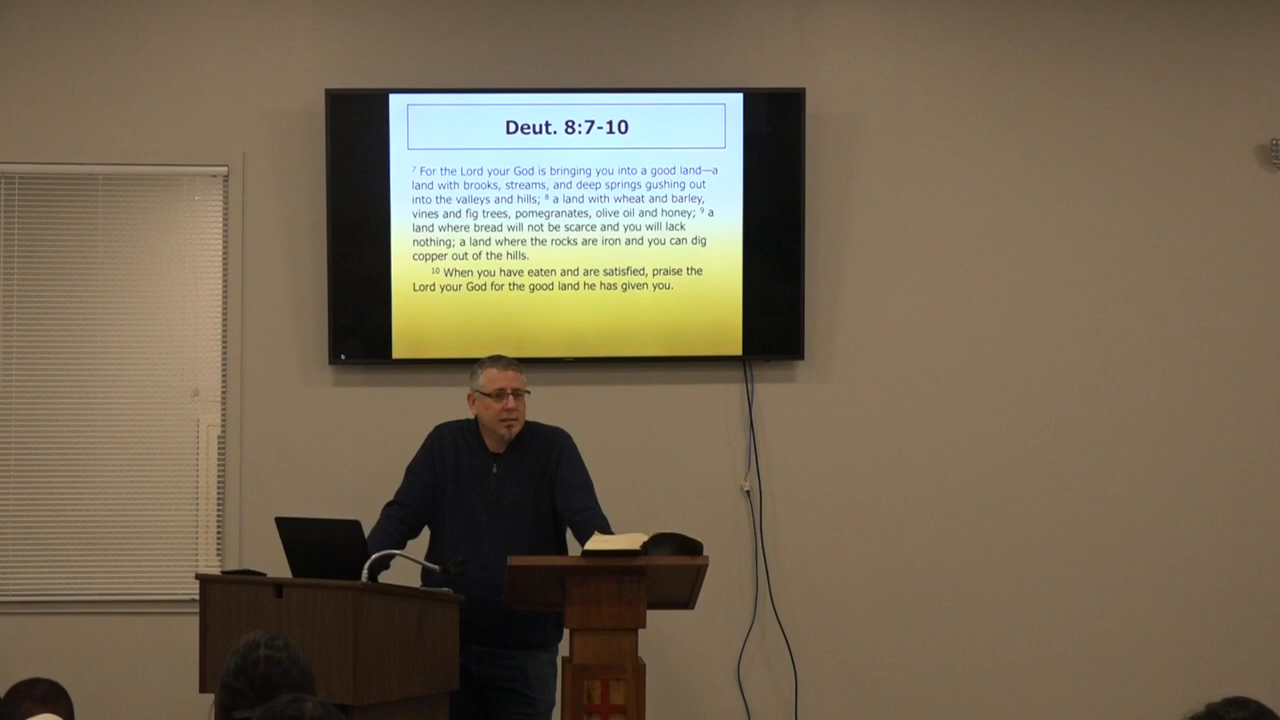 Deut. 8:7-10
⁷ For the Lord your God is bringing you into a good land—a
land with brooks, streams, and deep springs gushing out
into the valleys and hills; ⁸ a land with wheat and barley,
vines and fig trees, pomegranates, olive oil and honey; ⁹ a
land where bread will not be scarce and you will lack
nothing; a land where the rocks are iron and you can dig
copper out of the hills.
¹⁰ When you have eaten and are satisfied, praise the
Lord your God for the good land he has given you.